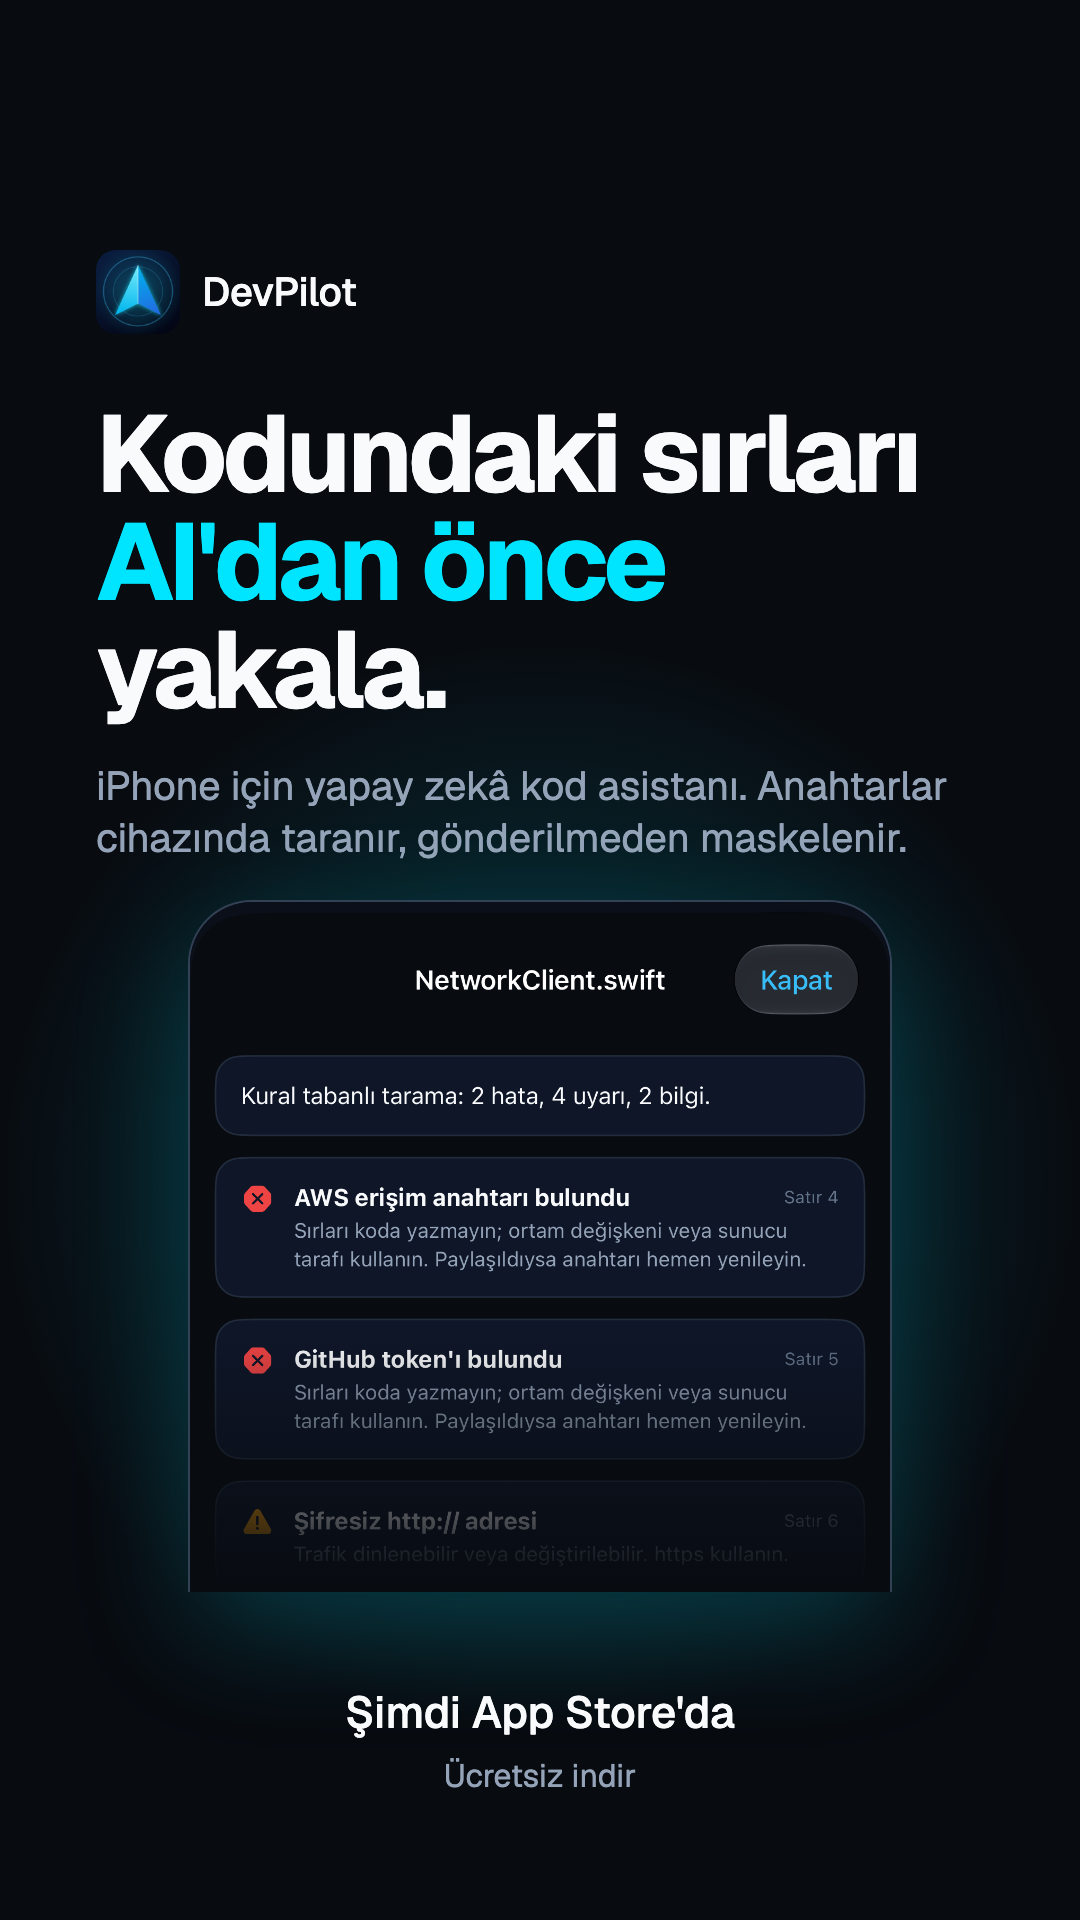 DevPilot
Kodundaki sırları
AI'dan önce
yakala.
iPhone için yapay zekâ kod asistanı. Anahtarlar
cihazında taranır, gönderilmeden maskelenir.
NetworkClient.swift
Kapat
Kural tabanlı tarama: 2 hata, 4 uyarı, 2 bilgi.
AWS erişim anahtarı bulundu
Satır 4
Sırları koda yazmayın; ortam değişkeni veya sunucu
tarafı kullanın. Paylaşıldıysa anahtarı hemen yenileyin.
GitHub token'ı bulundu
Satır 5
Sırları koda yazmayın; ortam değişkeni veya sunucu
tarafı kullanın. Paylaşıldıysa anahtarı hemen yenileyin.
Şifresiz http:// adresi
Satır 6
Trafik dinlenebilir veya değiştirilebilir. https kullanın.
Şimdi App Store'da
Ücretsiz indir